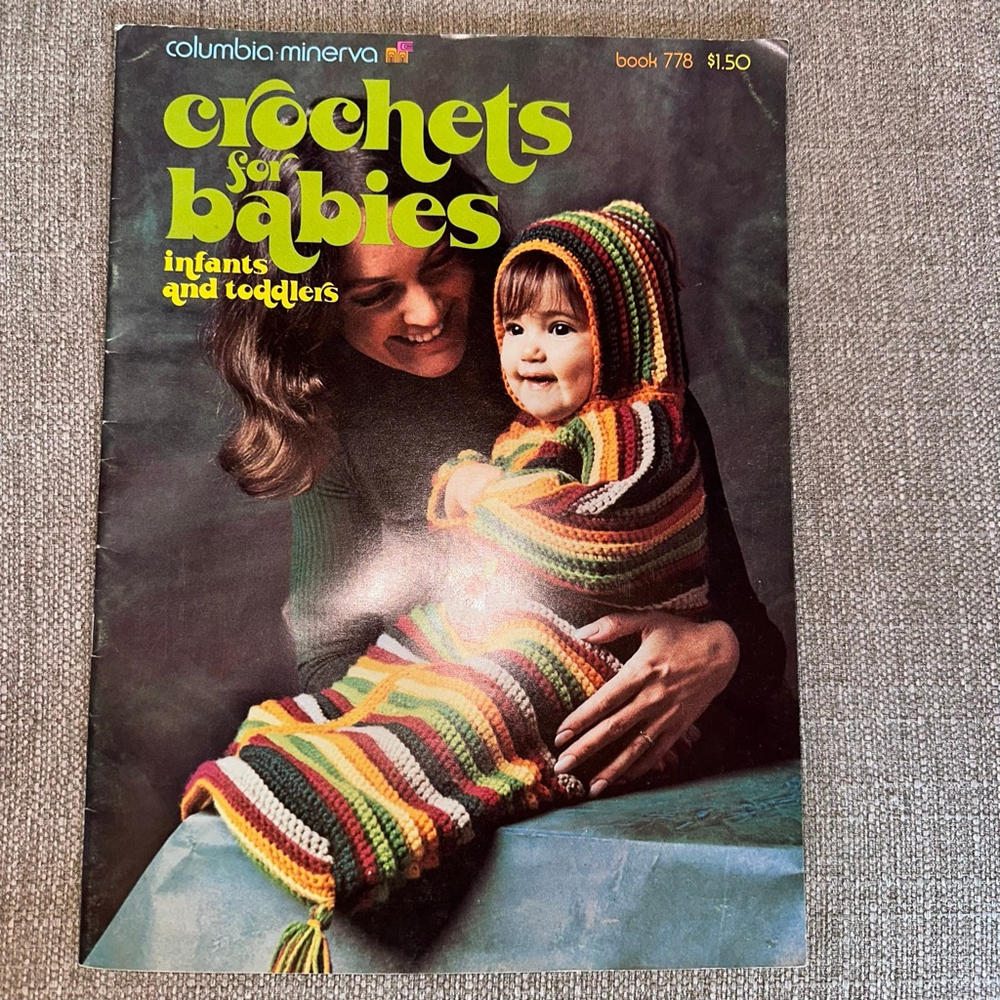 columbia·minerva
book 778 $1.50
crochets
for
babies
infants
and toddlers